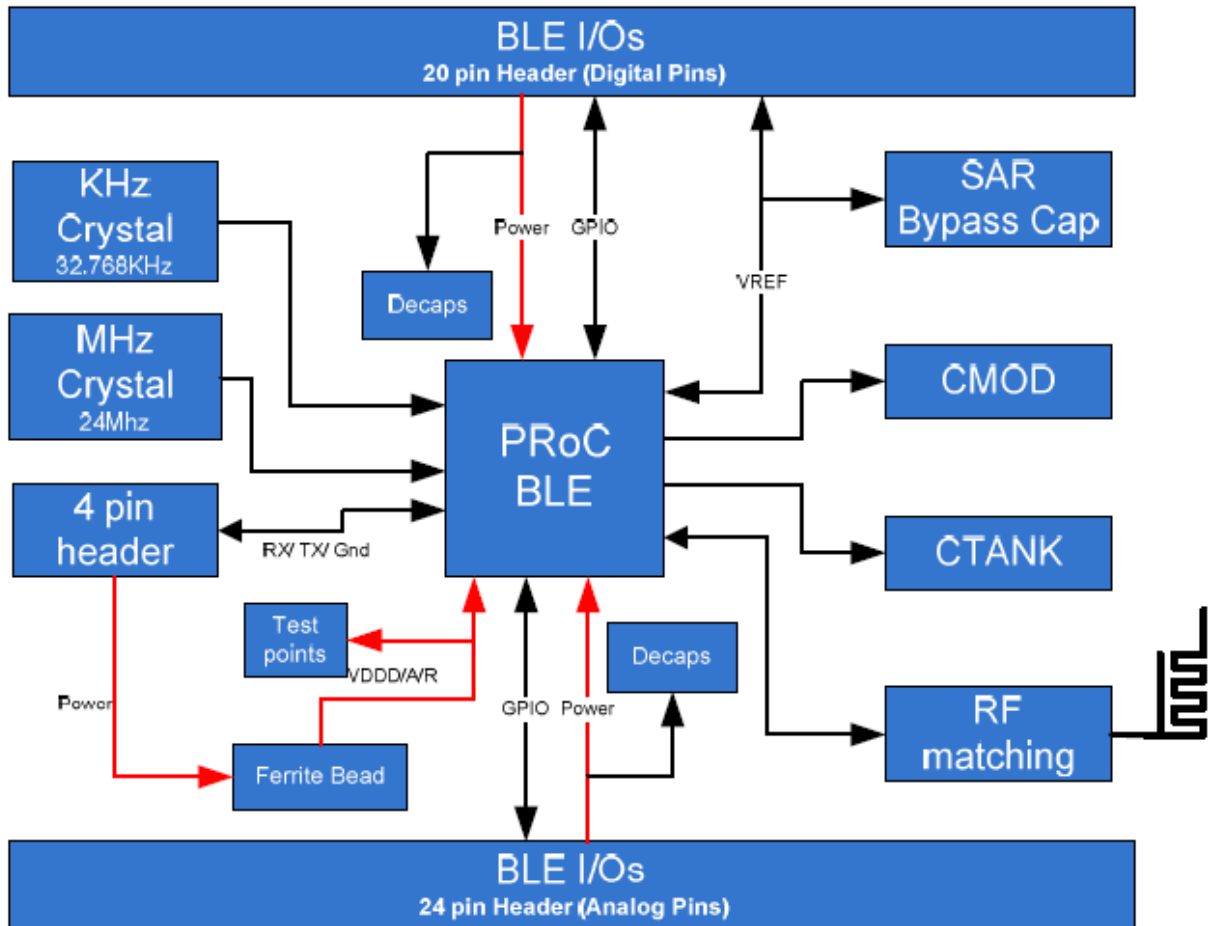 BLE I/Os
20 pin Header (Digital Pins)
KHz
Crystal
32.768KHz
SAR
Bypass Cap
Power
GPIO
VREF
Decaps
MHz
Crystal
24Mhz
CMOD
PRoC
BLE
4 pin
header
RX/ TX/ Gnd
CTANK
Test
points
VDDD/A/R
Decaps
Power
GPIO
Power
RF
matching
Ferrite Bead
BLE I/Os
24 pin Header (Analog Pins)